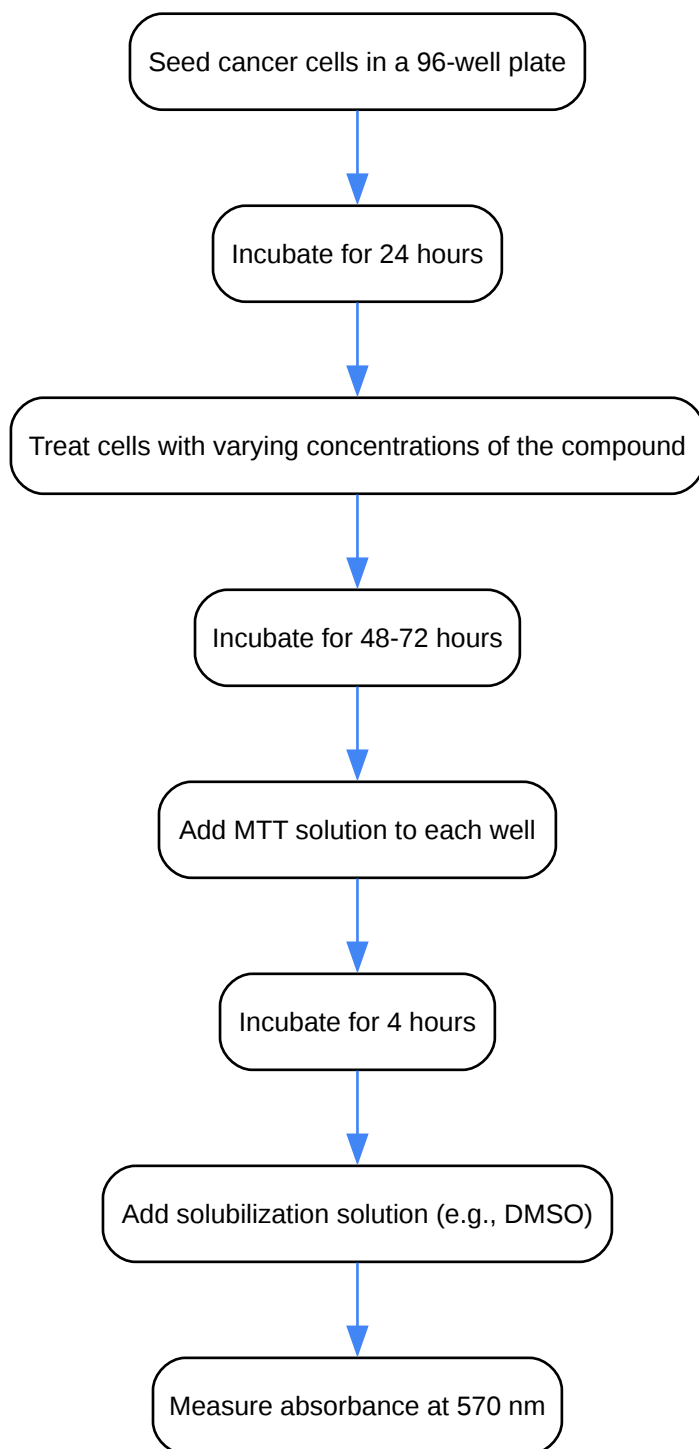 Seed cancer cells in a 96-well plate
Incubate for 24 hours
Treat cells with varying concentrations of the compound
Incubate for 48-72 hours
Add MTT solution to each well
Incubate for 4 hours
Add solubilization solution (e.g., DMSO)
Measure absorbance at 570 nm